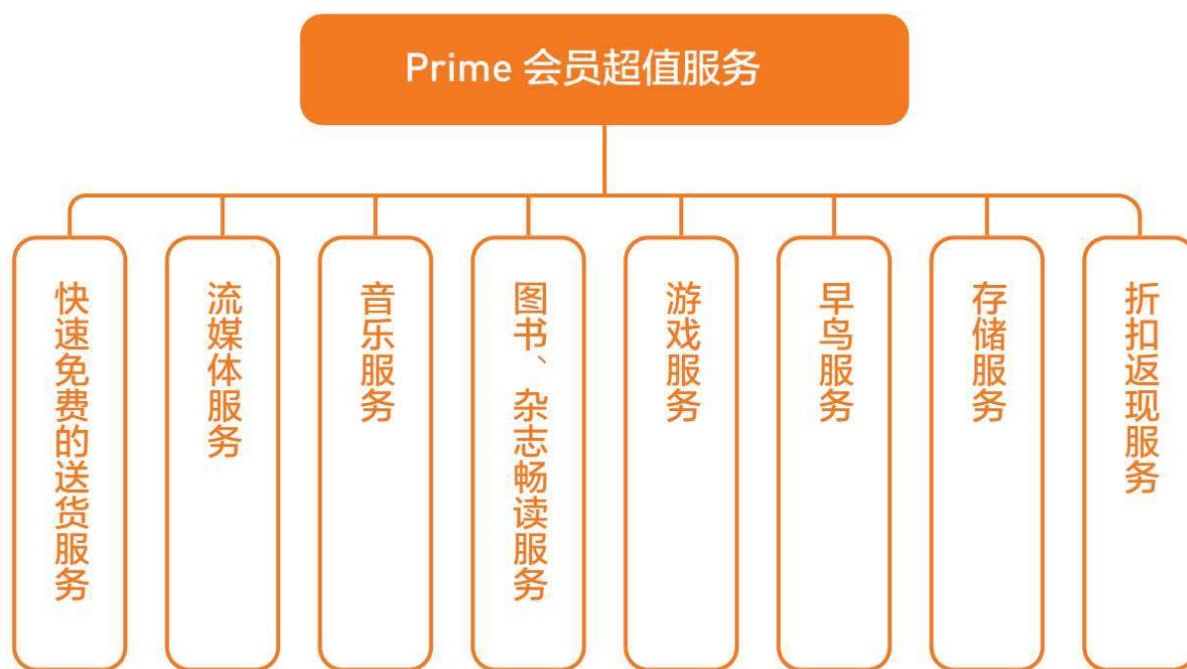 Prime 会员超值服务
快速免费的送货服务
流媒体服务
音乐服务
图书、杂志畅读服务
游戏服务
早鸟服务
存储服务
折扣返现服务